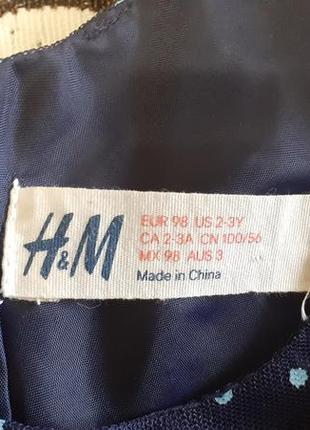 H&M
EUR 98 US 2-3Y
CA 2-3A CN 100/56
MX 98 AUS 3
Made in China